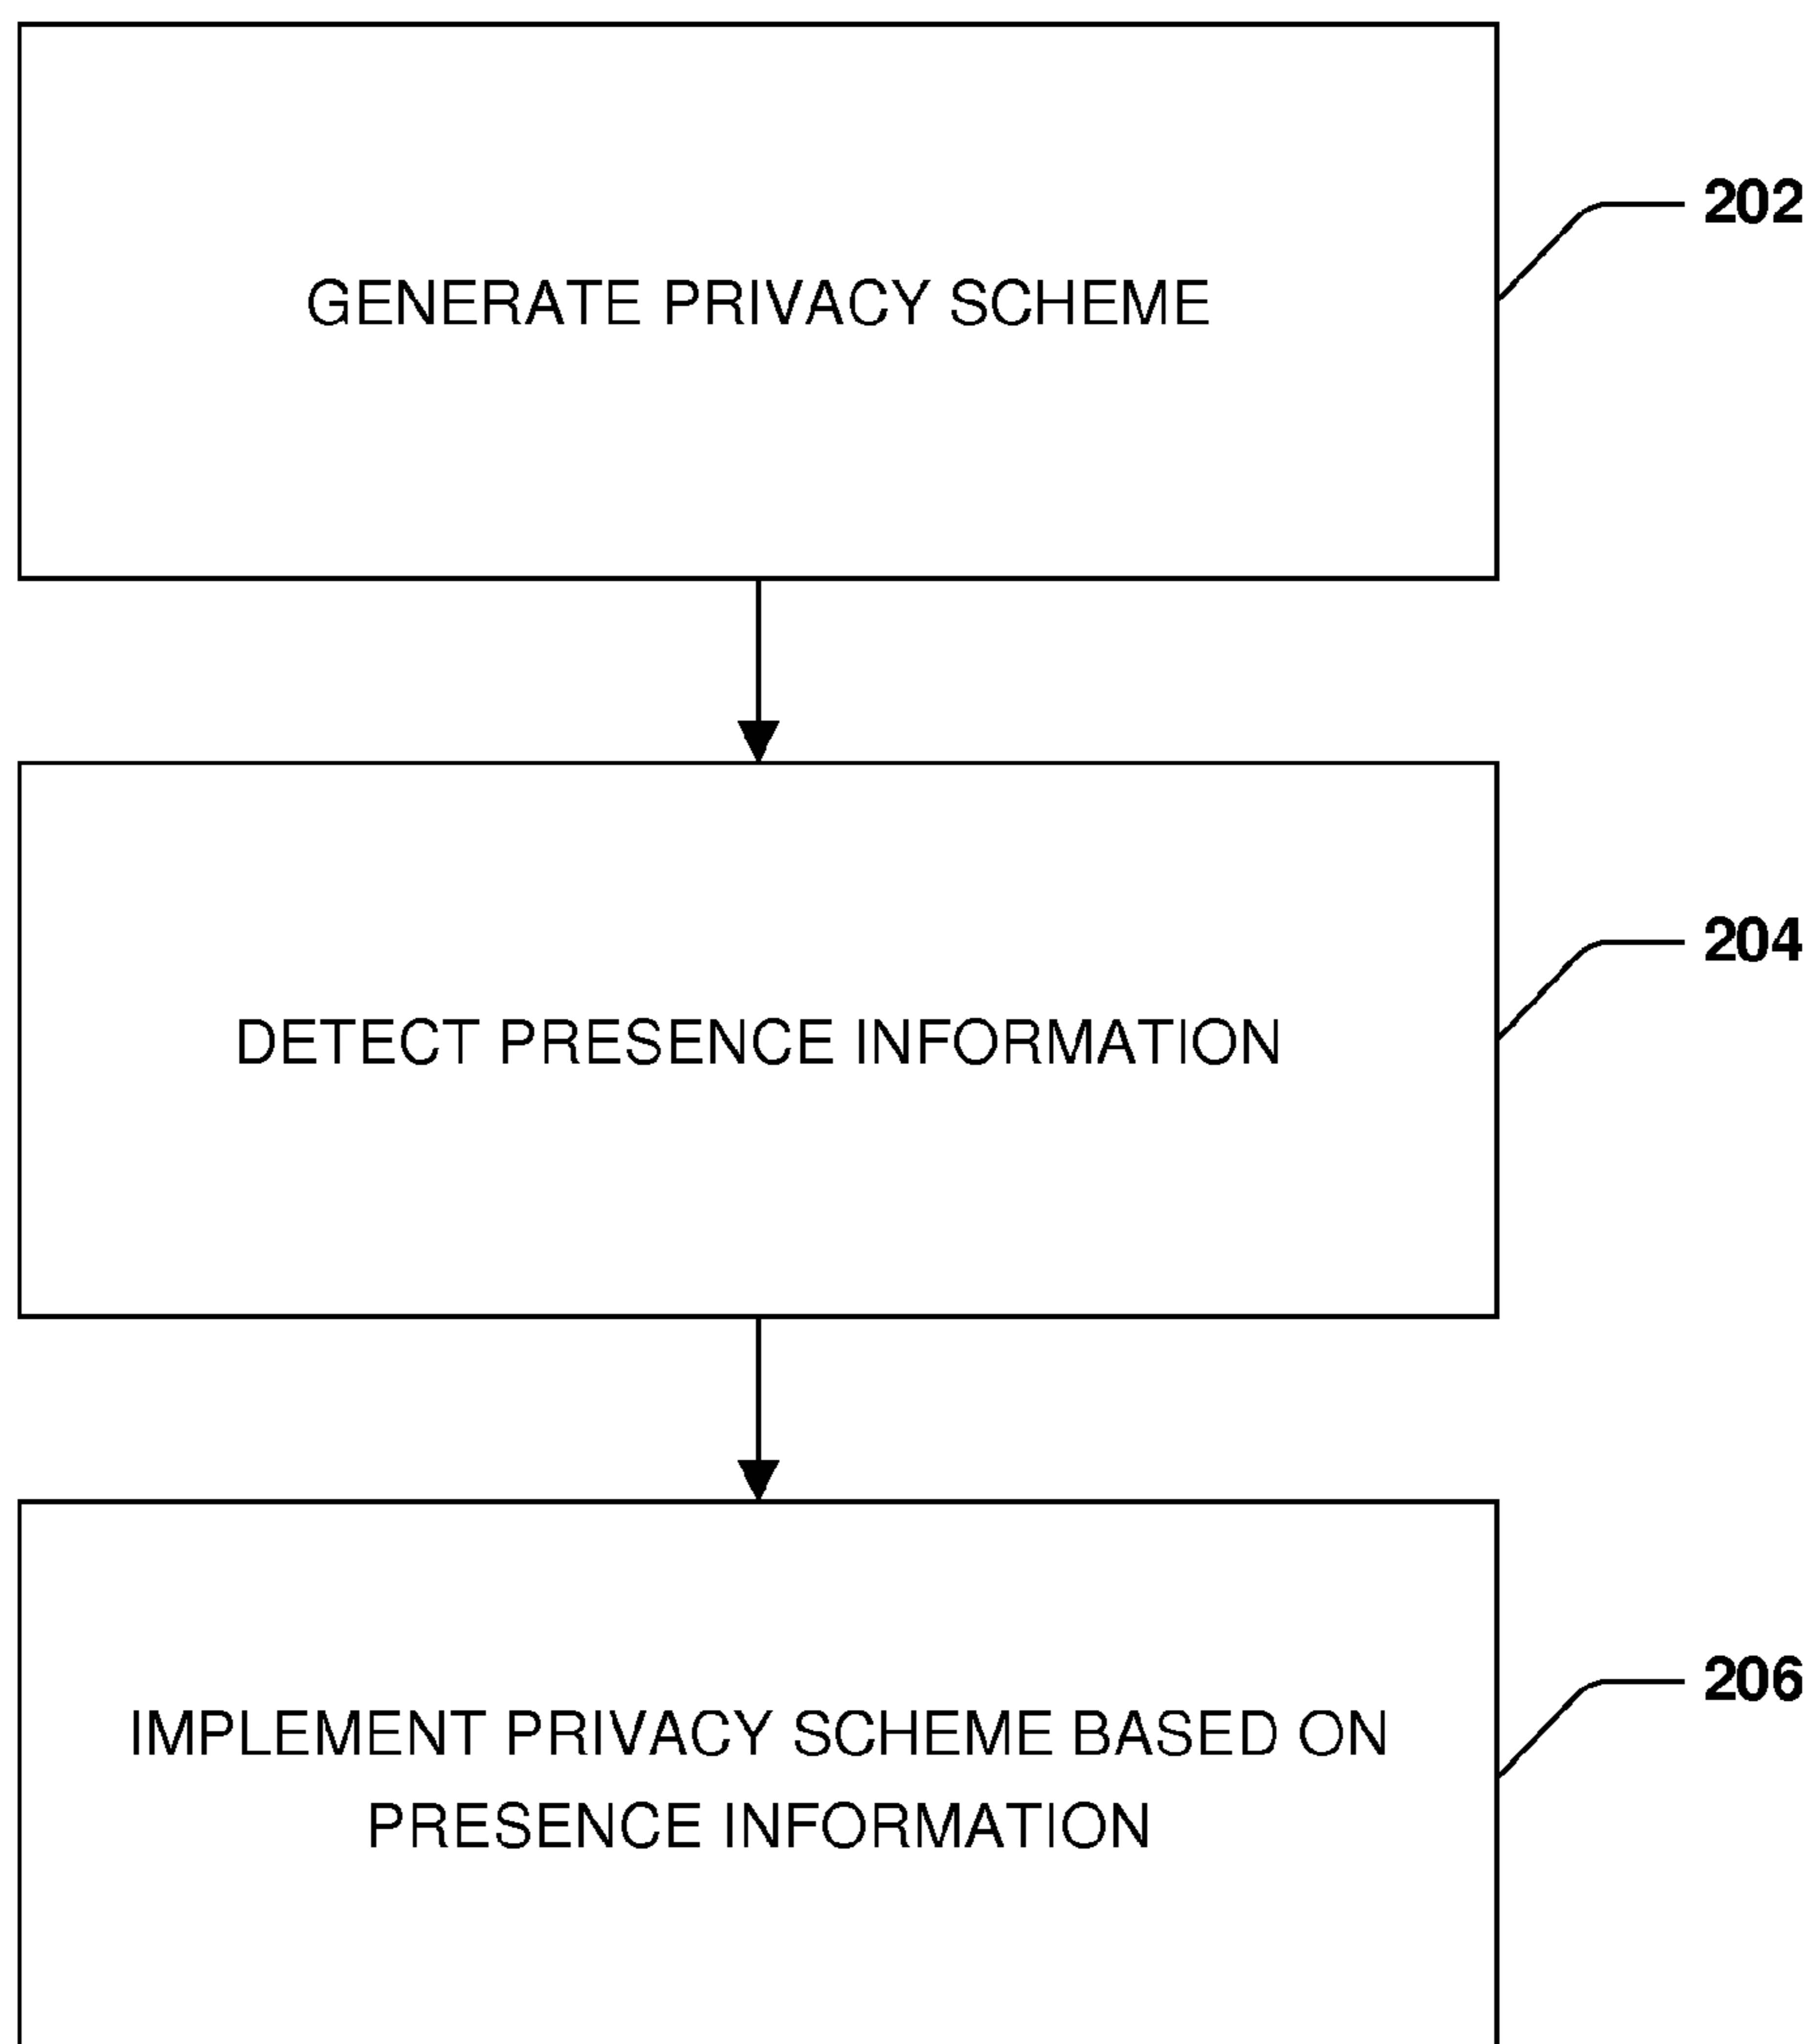 202
GENERATE PRIVACY SCHEME
204
DETECT PRESENCE INFORMATION
206
IMPLEMENT PRIVACY SCHEME BASED ON
PRESENCE INFORMATION